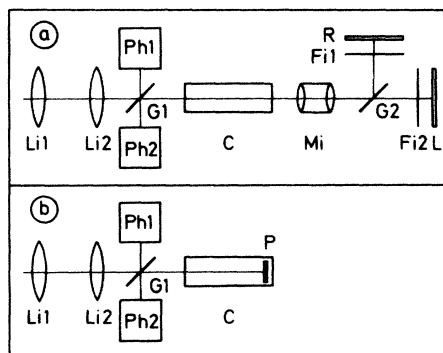 a
Ph1
R
Fi1
G1
G2
Ph2
Li1 Li2 C Mi Fi2 L
b
Ph1
P
G1
Ph2
Li1 Li2 C